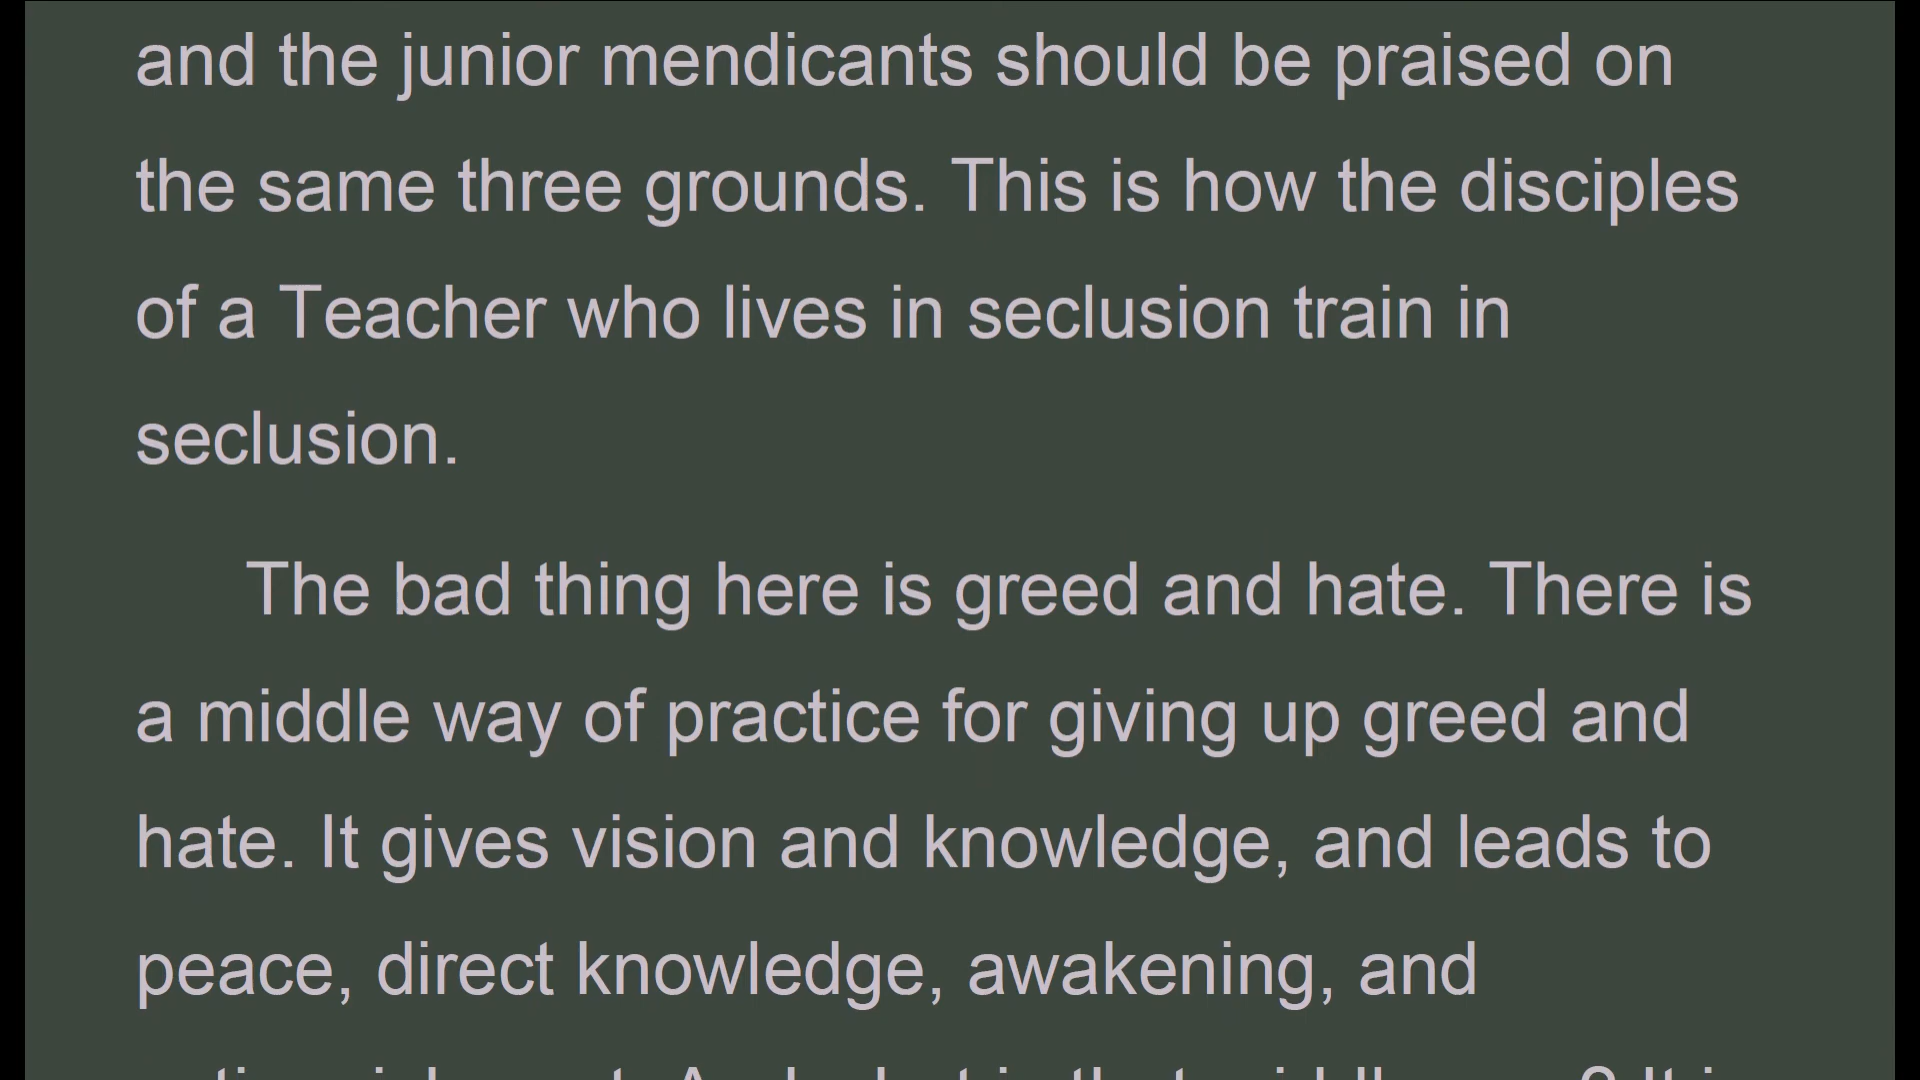 and the junior mendicants should be praised on
the same three grounds. This is how the disciples
of a Teacher who lives in seclusion train in
seclusion.
The bad thing here is greed and hate. There is
a middle way of practice for giving up greed and
hate. It gives vision and knowledge, and leads to
peace, direct knowledge, awakening, and